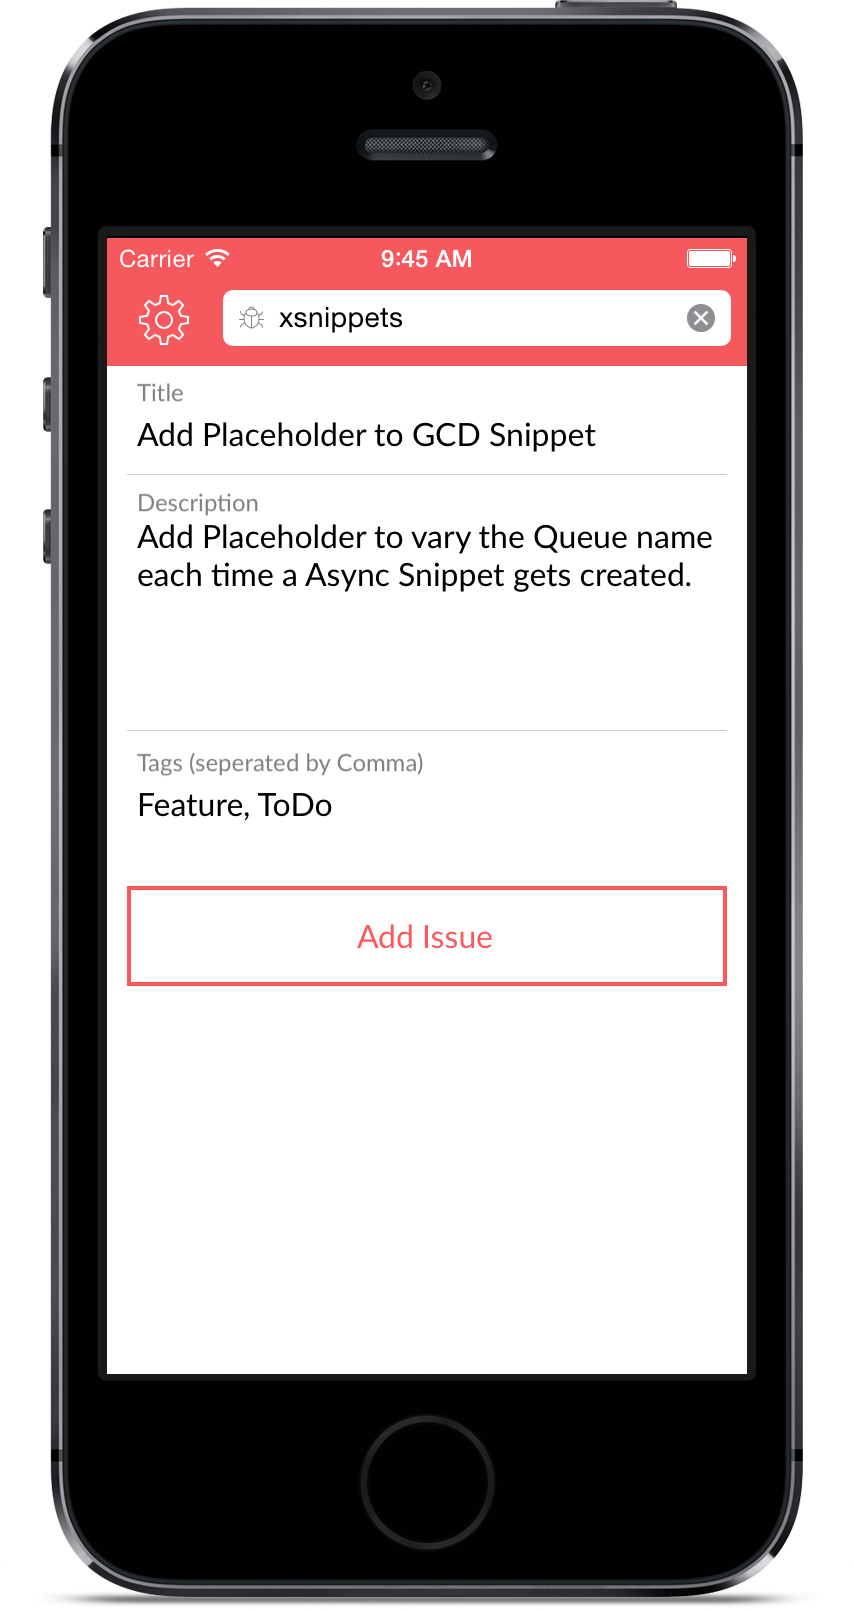 Carrier 9:45 AM
xsnippets
Title
Add Placeholder to GCD Snippet
Description
Add Placeholder to vary the Queue name
each time a Async Snippet gets created.
Tags (seperated by Comma)
Feature, ToDo
Add Issue